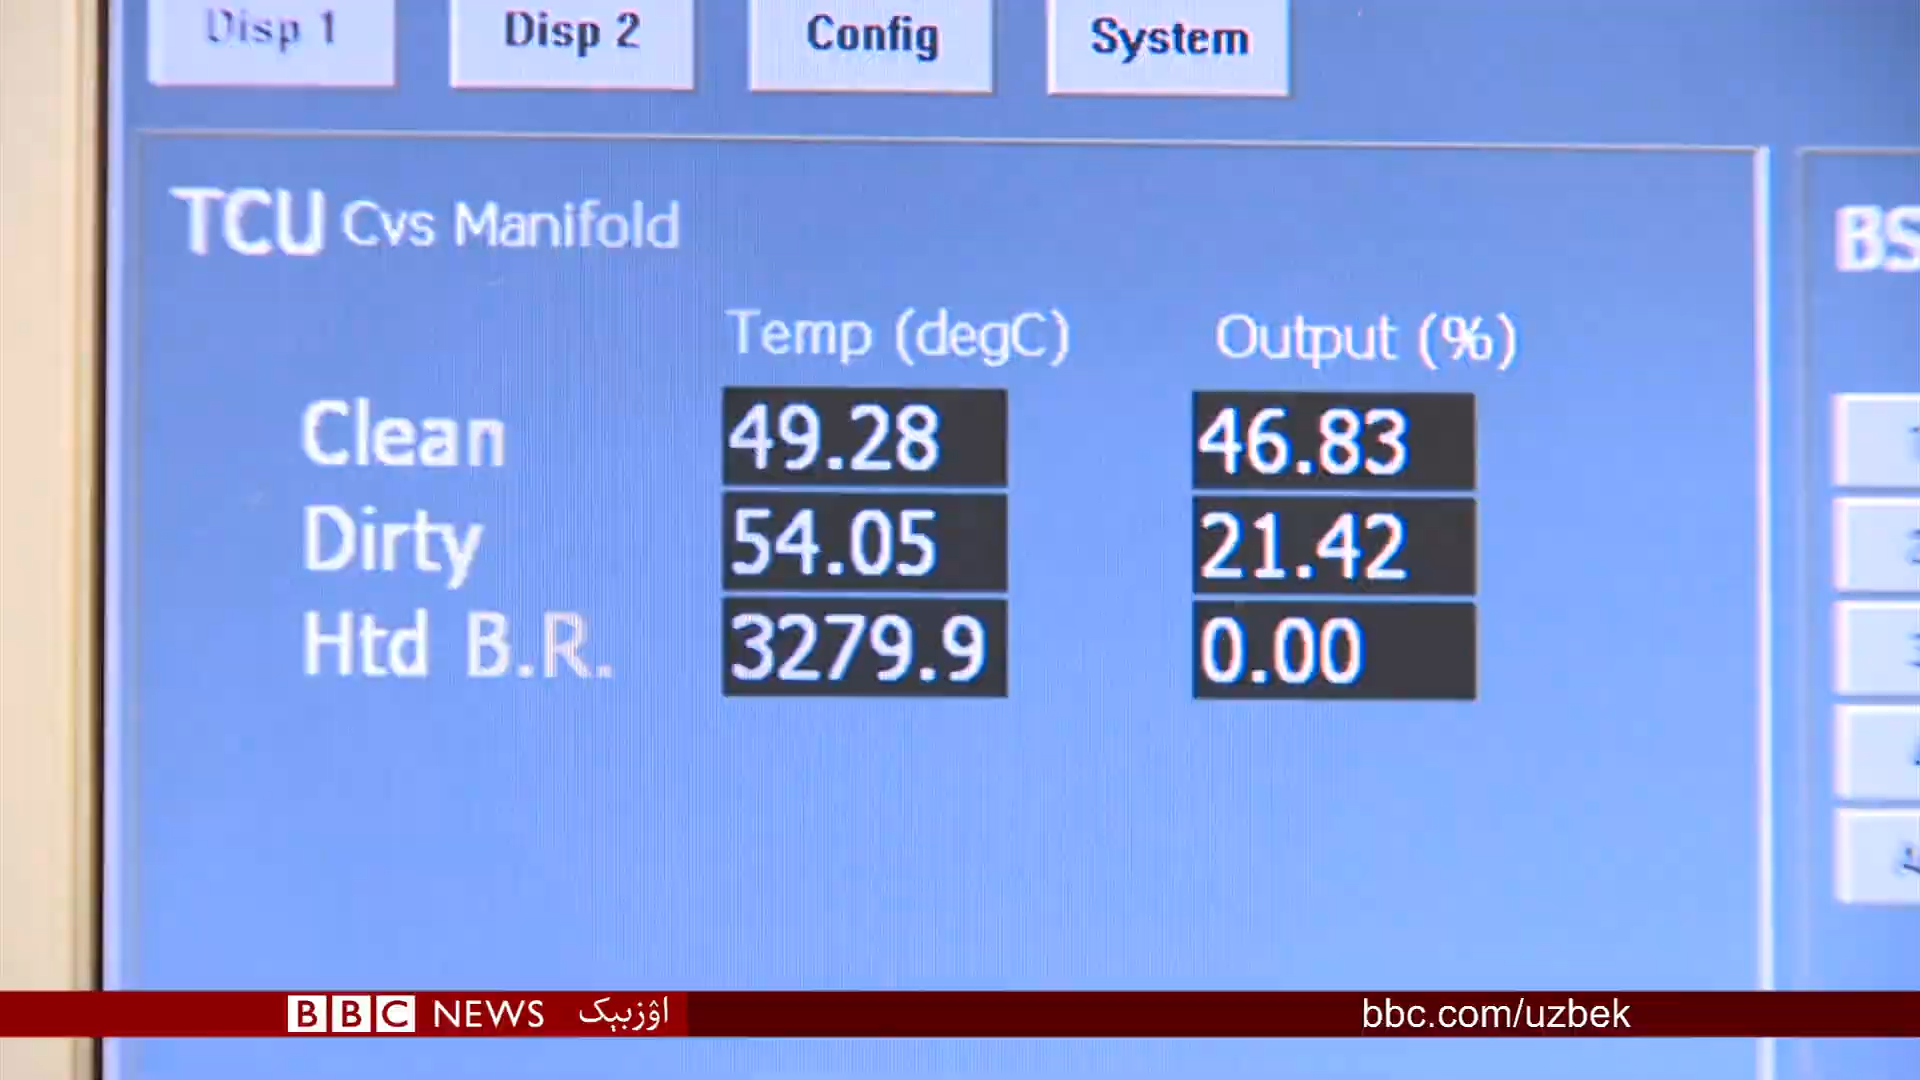 Disp 1 Disp 2 Config System
TCU Cvs Manifold
BS
Temp (degC) Output (%)
Clean 49.28 46.83
Dirty 54.05 21.42
Htd B.R. 3279.9 0.00
BBC NEWS اۉزبېک bbc.com/uzbek